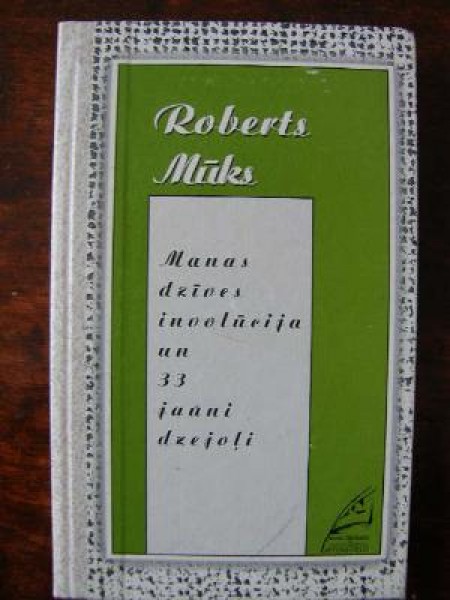 Roberts
Mūks
Manas
dzīves
involūcija
un
33
jauni
dzejoļi